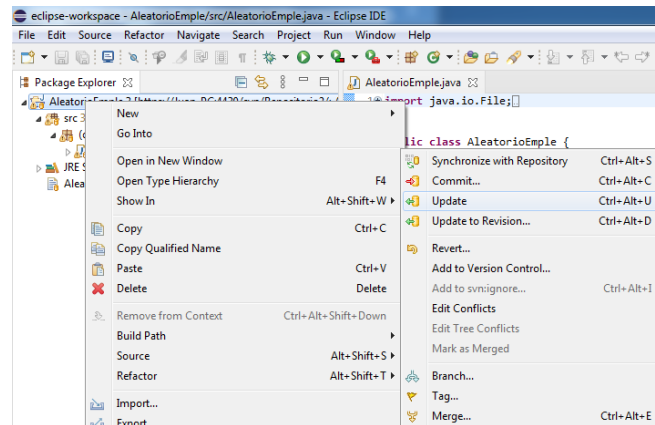 eclipse-workspace - AleatorioEmple/src/AleatorioEmple.java - Eclipse IDE
File Edit Source Refactor Navigate Search Project Run Window Help
Package Explorer
AleatorioEmple.java
import java.io.File;
class AleatorioEmple {
src 3
JRE S
Alea
New
Go Into
Open in New Window
Open Type Hierarchy F4
Show In Alt+Shift+W
Copy Ctrl+C
Copy Qualified Name
Paste Ctrl+V
Delete Delete
Remove from Context Ctrl+Alt+Shift+Down
Build Path
Source Alt+Shift+S
Refactor Alt+Shift+T
Import...
Export
Synchronize with Repository Ctrl+Alt+S
Commit... Ctrl+Alt+C
Update Ctrl+Alt+U
Update to Revision... Ctrl+Alt+D
Revert...
Add to Version Control...
Add to svn:ignore... Ctrl+Alt+I
Edit Conflicts
Edit Tree Conflicts
Mark as Merged
Branch...
Tag...
Merge... Ctrl+Alt+E